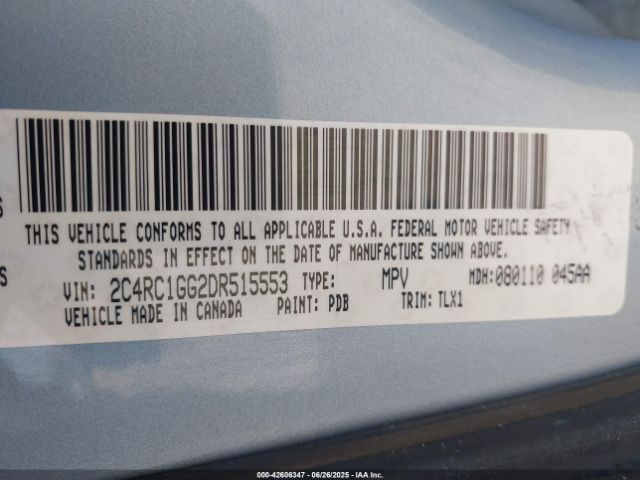 THIS VEHICLE CONFORMS TO ALL APPLICABLE U.S.A. FEDERAL MOTOR VEHICLE SAFETY
STANDARDS IN EFFECT ON THE DATE OF MANUFACTURE SHOWN ABOVE.
VIN: 2C4RC1GG2DR515553 TYPE: MPV MDH:080110 045AA
VEHICLE MADE IN CANADA PAINT: PDB TRIM: TLX1
000-42606347 - 06/26/2025 - IAA Inc.